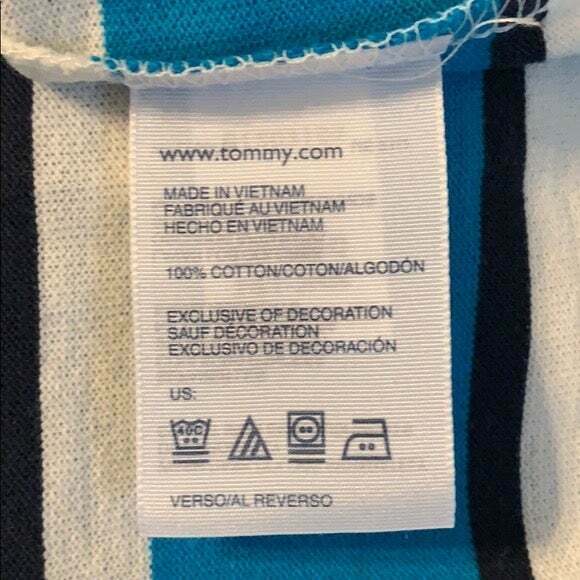 www.tommy.com
MADE IN VIETNAM
FABRIQUÉ AU VIETNAM
HECHO EN VIETNAM
100% COTTON/COTON/ALGODÓN
EXCLUSIVE OF DECORATION
SAUF DÉCORATION
EXCLUSIVO DE DECORACIÓN
US:
40C
VERSO/AL REVERSO